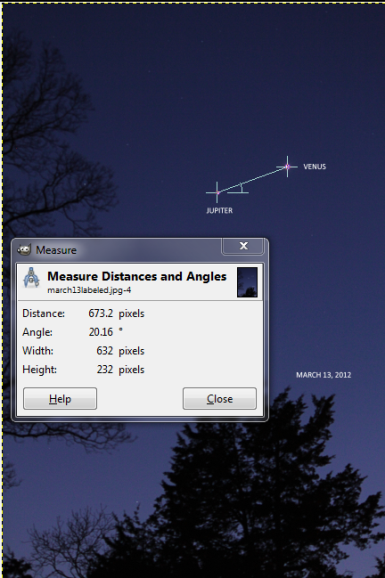 VENUS
JUPITER
Measure
x
Measure Distances and Angles
march13labeled.jpg-4
Distance: 673.2 pixels
Angle: 20.16 °
Width: 632 pixels
Height: 232 pixels
Help Close
MARCH 13, 2012